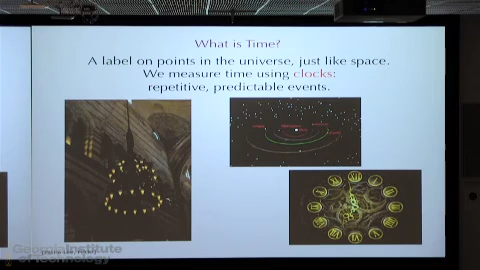 What is Time?
A label on points in the universe, just like space.
We measure time using clocks:
repetitive, predictable events.
Georgia Institute
of Technology